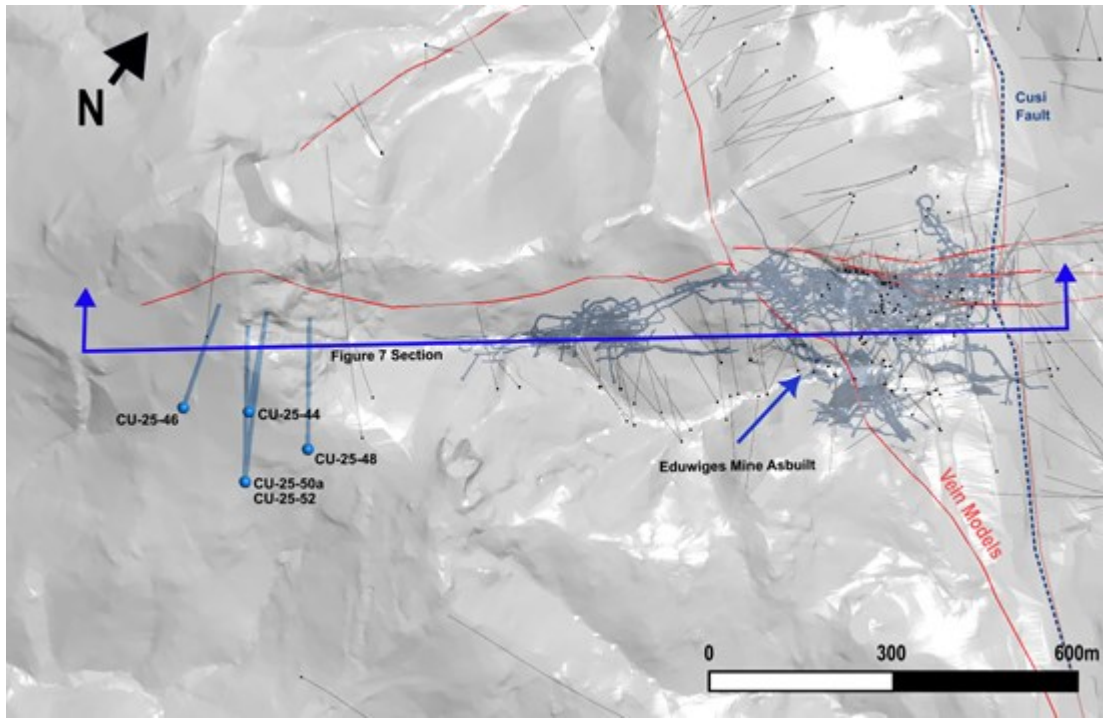 N
Cusi
Fault
Figure 7 Section
CU-25-46
CU-25-44
CU-25-48
CU-25-50a
CU-25-52
Eduwiges Mine Asbuilt
Vein Models
0 300 600m